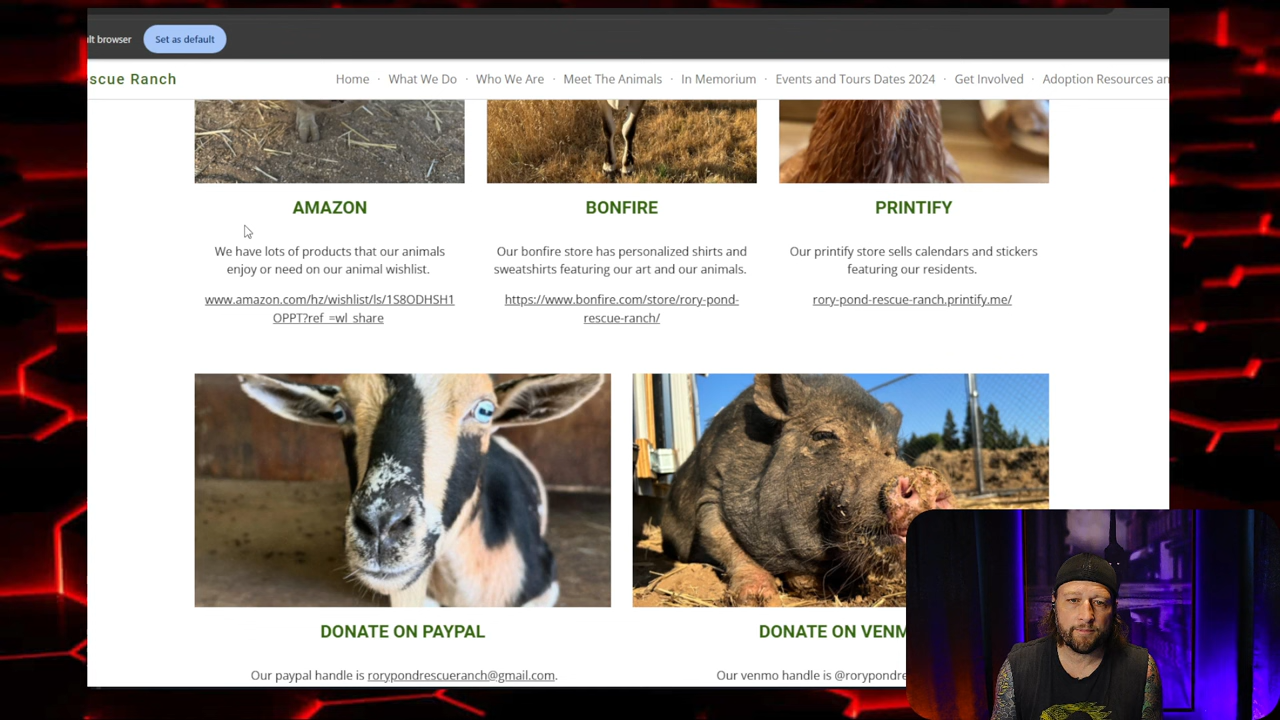 ult browser
Set as default
scue Ranch
Home · What We Do · Who We Are · Meet The Animals · In Memorium · Events and Tours Dates 2024 · Get Involved · Adoption Resources an
AMAZON
We have lots of products that our animals
enjoy or need on our animal wishlist.
www.amazon.com/hz/wishlist/ls/1S8ODHSH1
OPPT?ref_=wl_share
BONFIRE
Our bonfire store has personalized shirts and
sweatshirts featuring our art and our animals.
https://www.bonfire.com/store/rory-pond-
rescue-ranch/
PRINTIFY
Our printify store sells calendars and stickers
featuring our residents.
rory-pond-rescue-ranch.printify.me/
DONATE ON PAYPAL
Our paypal handle is rorypondrescueranch@gmail.com.
DONATE ON VENM
Our venmo handle is @rorypondre